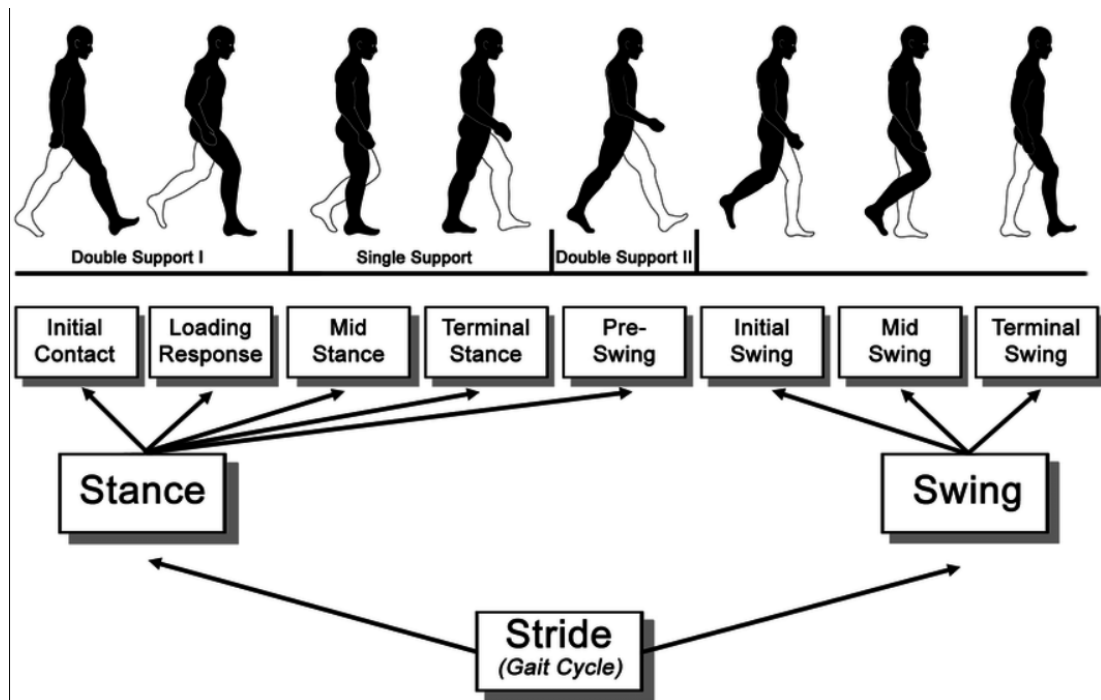 Double Support I
Single Support
Double Support II
Initial
Contact
Loading
Response
Mid
Stance
Terminal
Stance
Pre-
Swing
Initial
Swing
Mid
Swing
Terminal
Swing
Stance
Swing
Stride
(Gait Cycle)